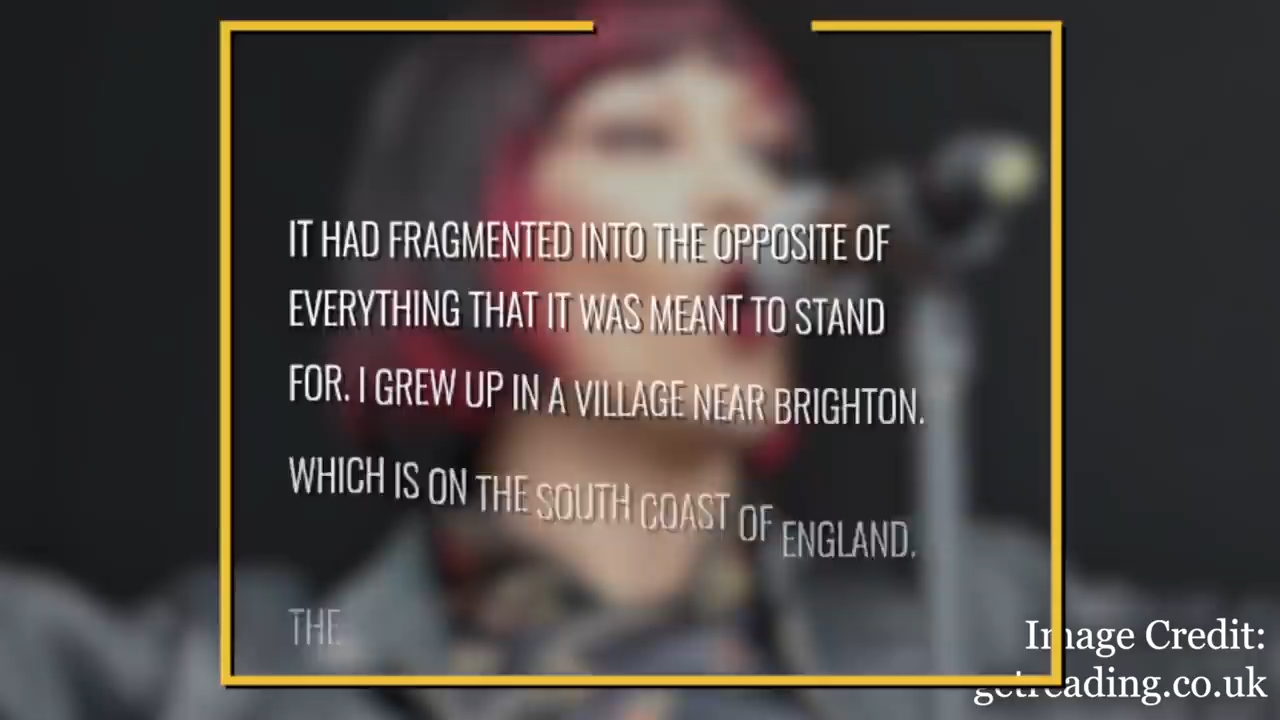 IT HAD FRAGMENTED INTO THE OPPOSITE OF
EVERYTHING THAT IT WAS MEANT TO STAND
FOR. I GREW UP IN A VILLAGE NEAR BRIGHTON.
WHICH IS ON THE SOUTH COAST OF ENGLAND.
THE
Image Credit:
getreading.co.uk